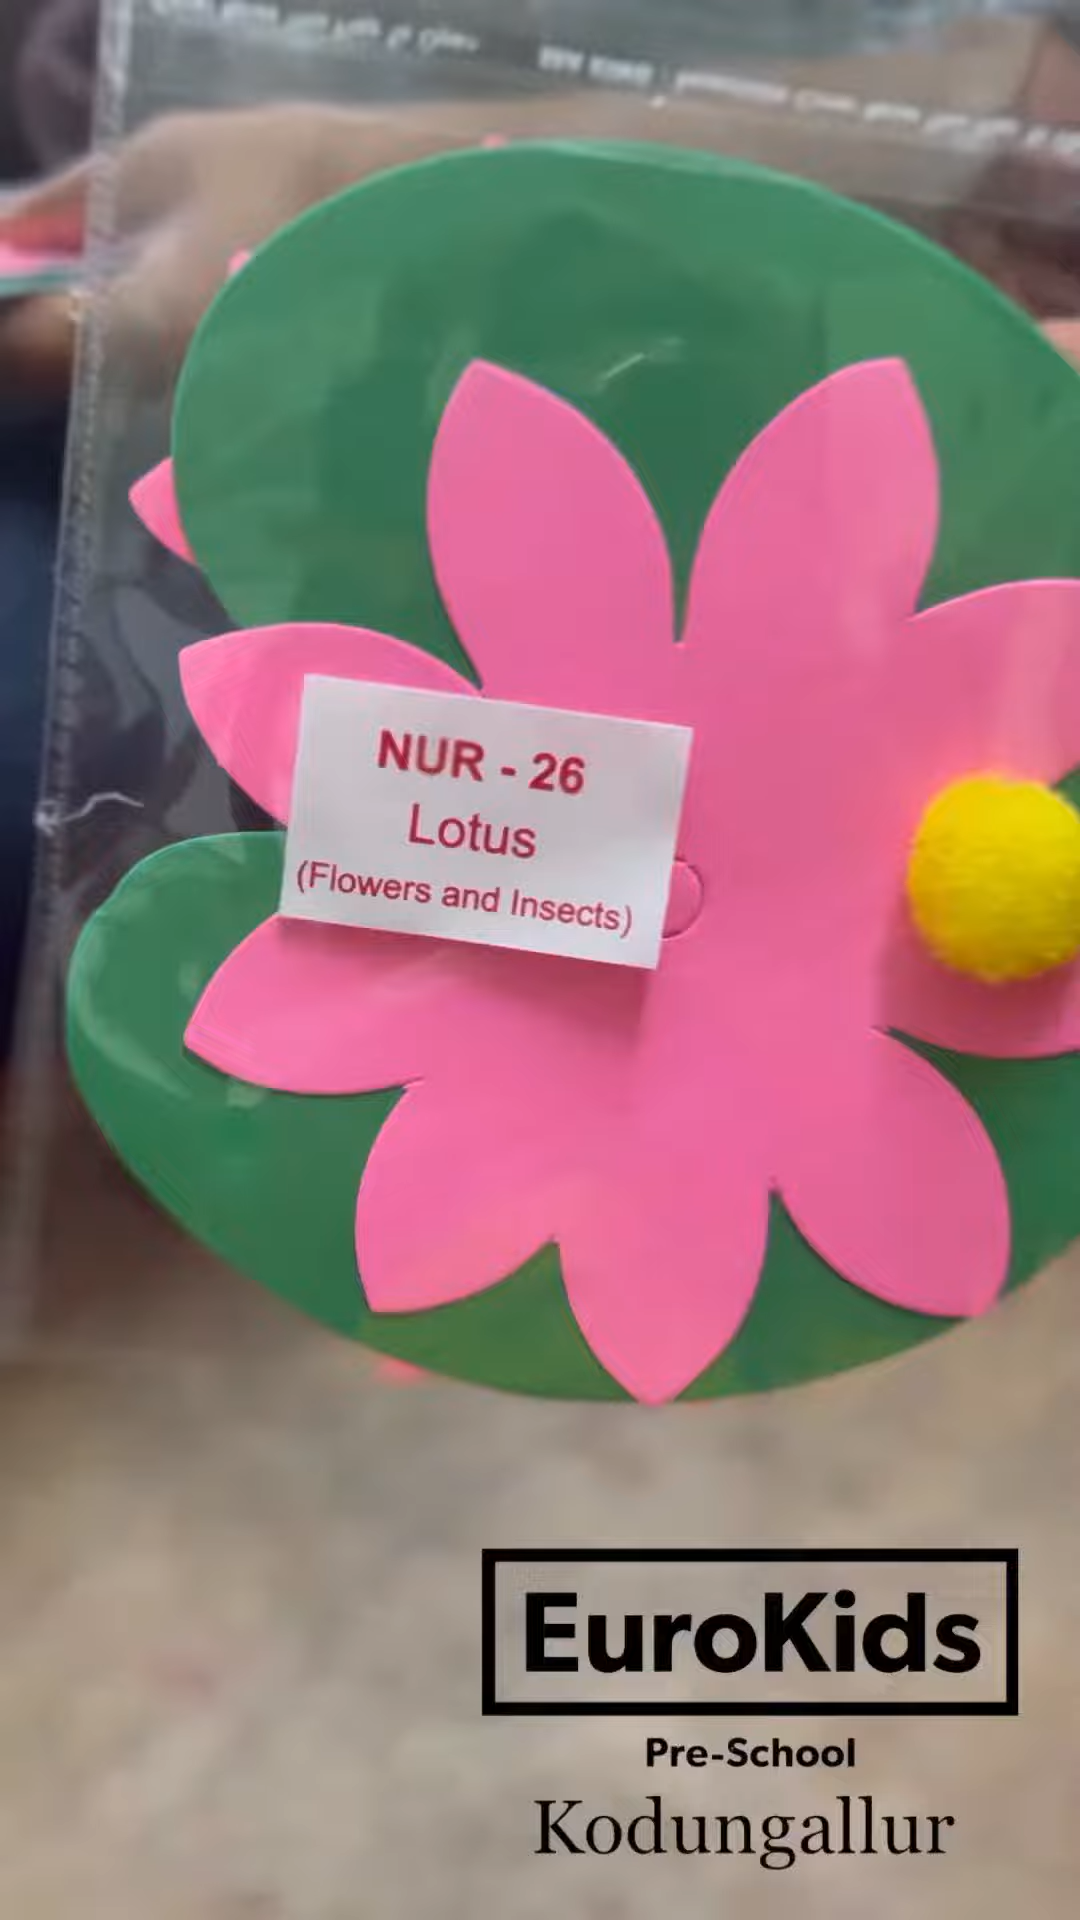 NUR - 26
Lotus
(Flowers and Insects)
EuroKids
Pre-School
Kodungallur